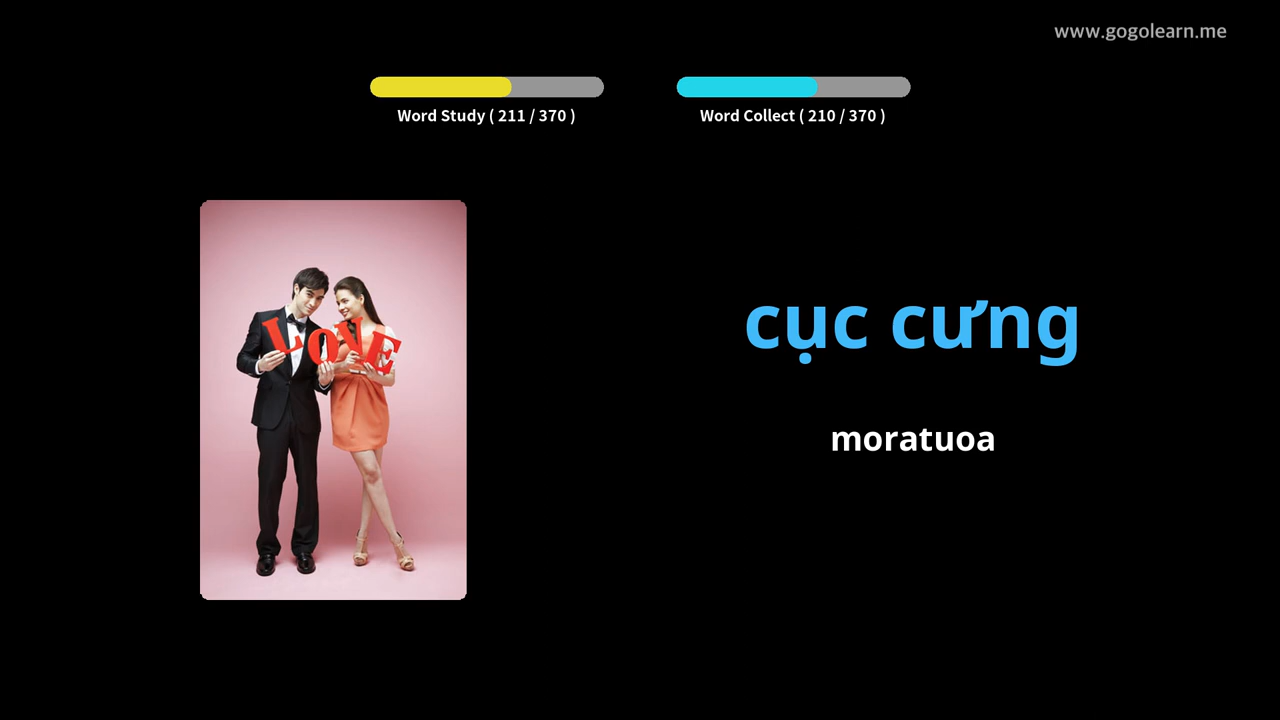 www.gogolearn.me
Word Study ( 211 / 370 )
Word Collect ( 210 / 370 )
LOVE
cục cưng
moratuoa